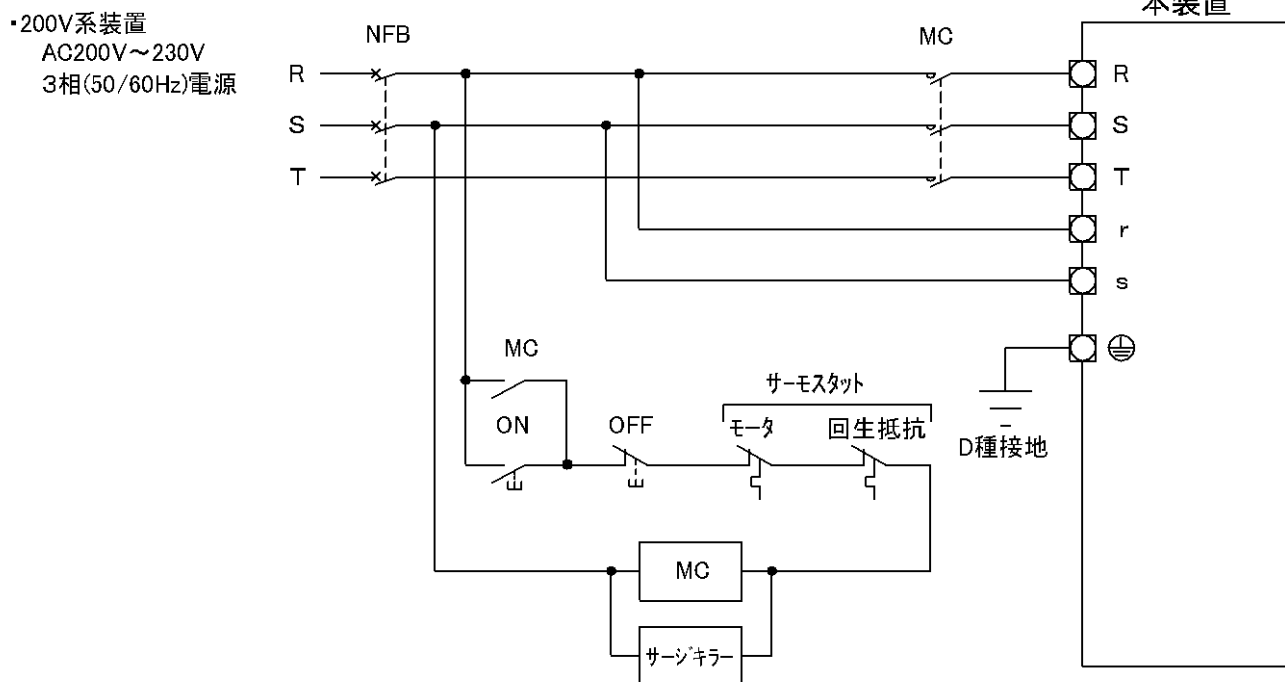 本装置
・200V系装置
AC200V～230V
3相(50/60Hz)電源
NFB
MC
R
R
S
S
T
T
r
s
MC
サーモスタット
ON
OFF
モータ
回生抵抗
D種接地
MC
サージキラー